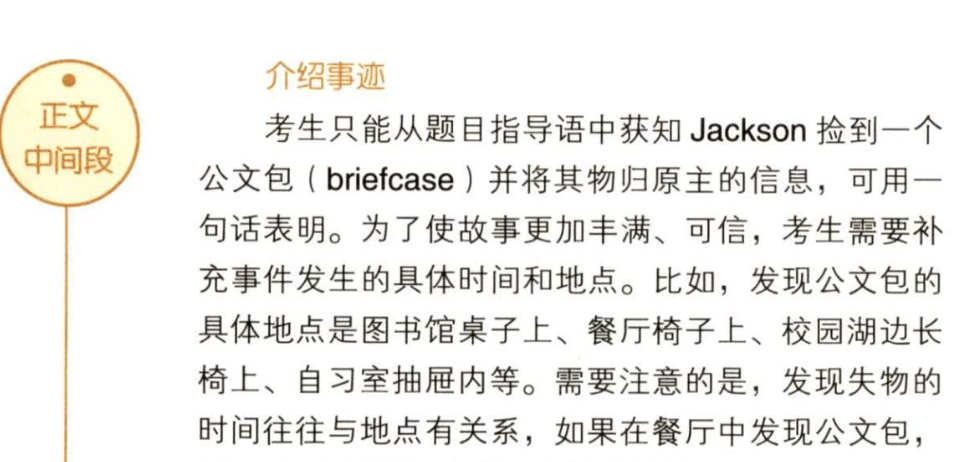 介绍事迹
正文
中间段
考生只能从题目指导语中获知 Jackson 捡到一个
公文包（briefcase）并将其物归原主的信息，可用一
句话表明。为了使故事更加丰满、可信，考生需要补
充事件发生的具体时间和地点。比如，发现公文包的
具体地点是图书馆桌子上、餐厅椅子上、校园湖边长
椅上、自习室抽屉内等。需要注意的是，发现失物的
时间往往与地点有关系，如果在餐厅中发现公文包，